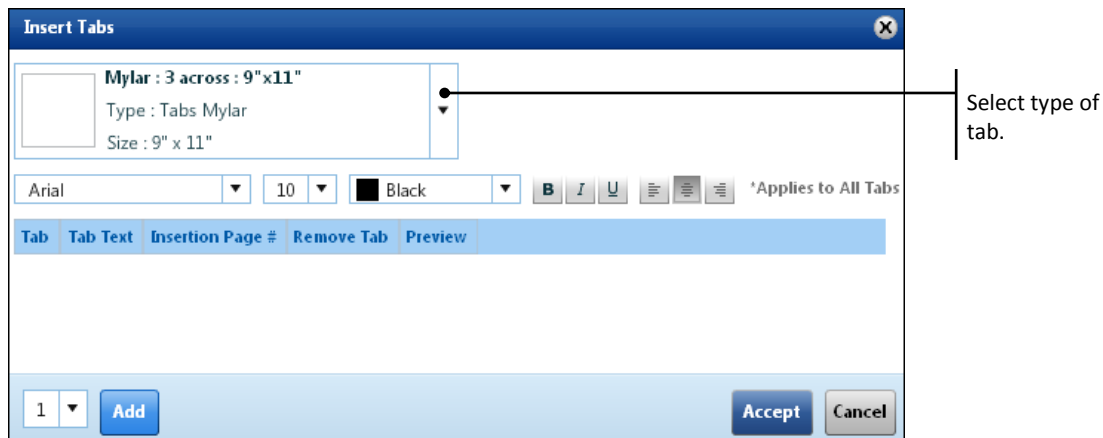 Insert Tabs
Mylar : 3 across : 9"x11"
Type : Tabs Mylar
Size : 9" x 11"
Select type of
tab.
Arial 10 Black B I U *Applies to All Tabs
Tab Tab Text Insertion Page # Remove Tab Preview
1 Add Accept Cancel